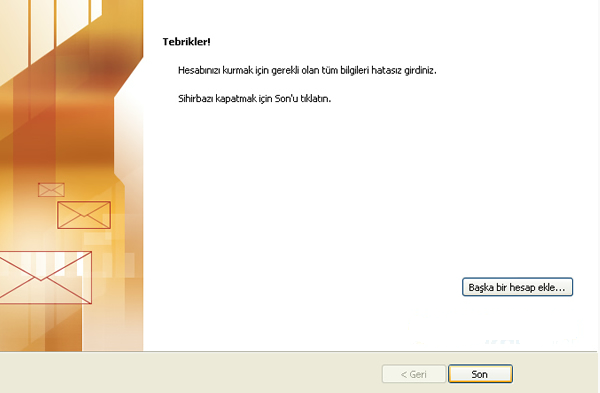 Tebrikler!
Hesabınızı kurmak için gerekli olan tüm bilgileri hatasız girdiniz.
Sihirbazı kapatmak için Son'u tıklatın.
Başka bir hesap ekle...
< Geri
Son